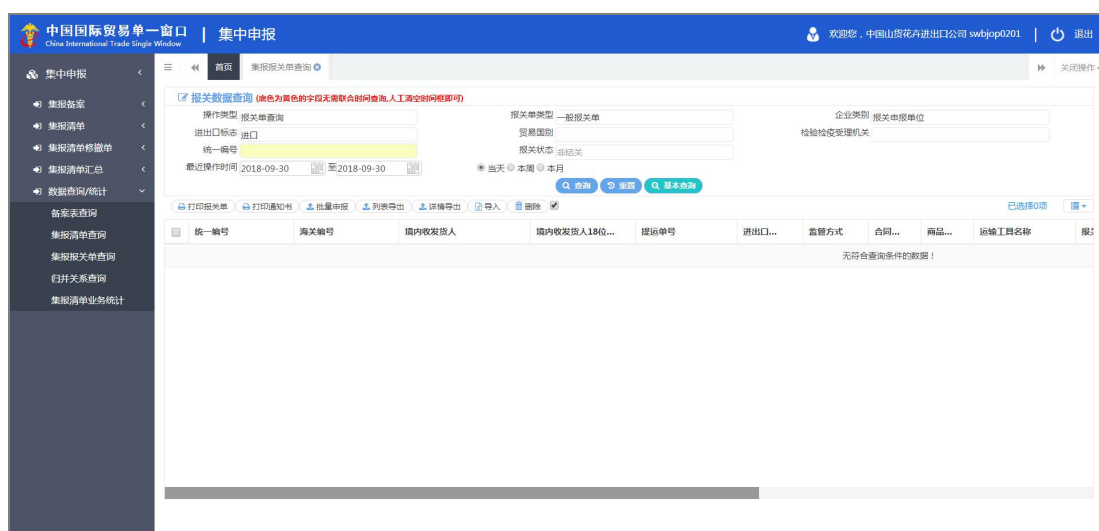 中国国际贸易单一窗口 | 集中申报
China International Trade Single Window
欢迎您，中国山货花卉进出口公司 swbjop0201 | 退出
集中申报
首页 集报报关单查询 关闭操作
集报备案
集报清单
集报清单修撤单
集报清单汇总
数据查询/统计
备案表查询
集报清单查询
集报报关单查询
归并关系查询
集报清单业务统计
报关数据查询 (底色为黄色的字段无需联合时间查询,人工清空时间框即可)
操作类型 报关单查询 报关单类型 一般报关单 企业类别 报关申报单位
进出口标志 进口 贸易国别 检验检疫受理机关
统一编号 报关状态 非结关
最近操作时间 2018-09-30 至 2018-09-30 当天 本周 本月
查询 重置 基本查询
打印报关单 打印通知书 批量申报 列表导出 详情导出 导入 删除 已选择0项
统一编号 海关编号 境内收发货人 境内收发货人18位... 提运单号 进出口... 监管方式 合同... 商品... 运输工具名称
无符合查询条件的数据！